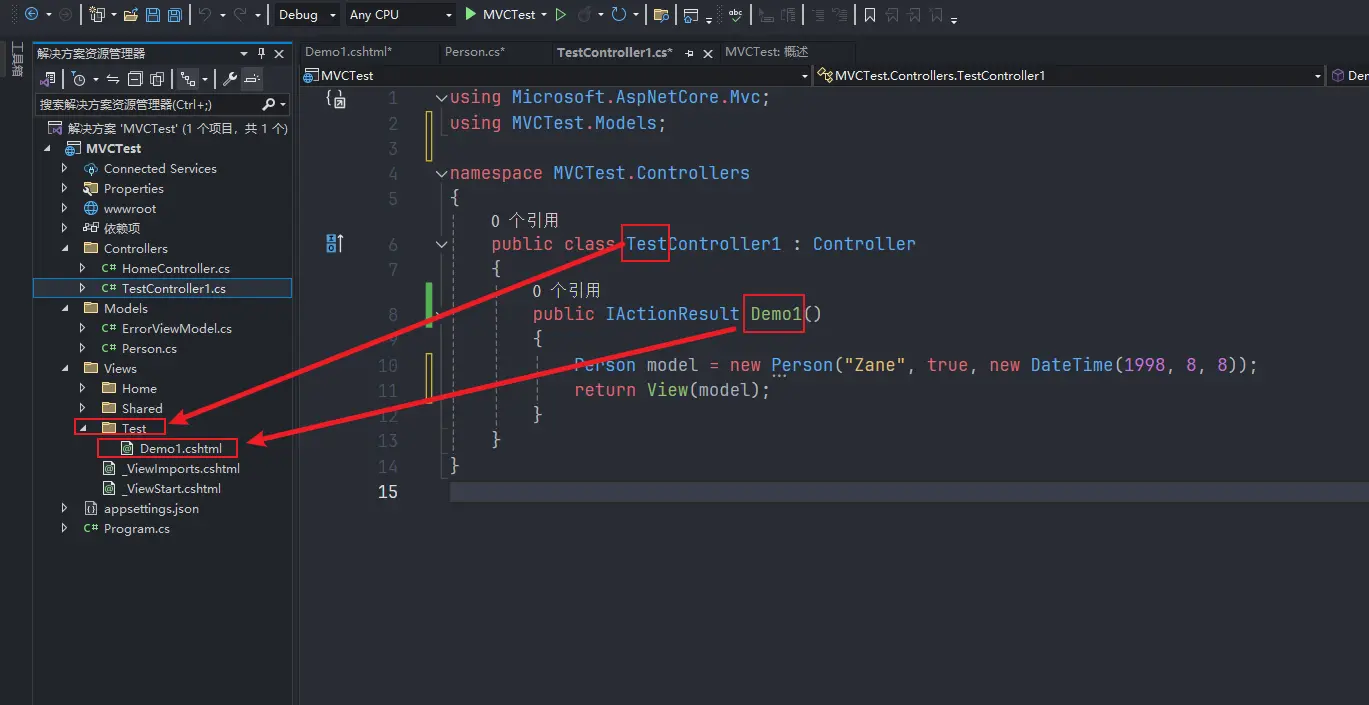 Debug
Any CPU
MVCTest
工具箱
解决方案资源管理器
搜索解决方案资源管理器(Ctrl+;)
解决方案 'MVCTest' (1 个项目，共 1 个)
MVCTest
Connected Services
Properties
wwwroot
依赖项
Controllers
C# HomeController.cs
C# TestController1.cs
Models
C# ErrorViewModel.cs
C# Person.cs
Views
Home
Shared
Test
Demo1.cshtml
_ViewImports.cshtml
_ViewStart.cshtml
appsettings.json
C# Program.cs
Demo1.cshtml*
Person.cs*
TestController1.cs*
MVCTest: 概述
MVCTest
MVCTest.Controllers.TestController1
Dem
1 using Microsoft.AspNetCore.Mvc;
2 using MVCTest.Models;
3
4 namespace MVCTest.Controllers
5 {
0 个引用
6 public class TestController1 : Controller
7 {
0 个引用
8 public IActionResult Demo1()
9 {
10 Person model = new Person("Zane", true, new DateTime(1998, 8, 8));
11 return View(model);
12 }
13 }
14 }
15